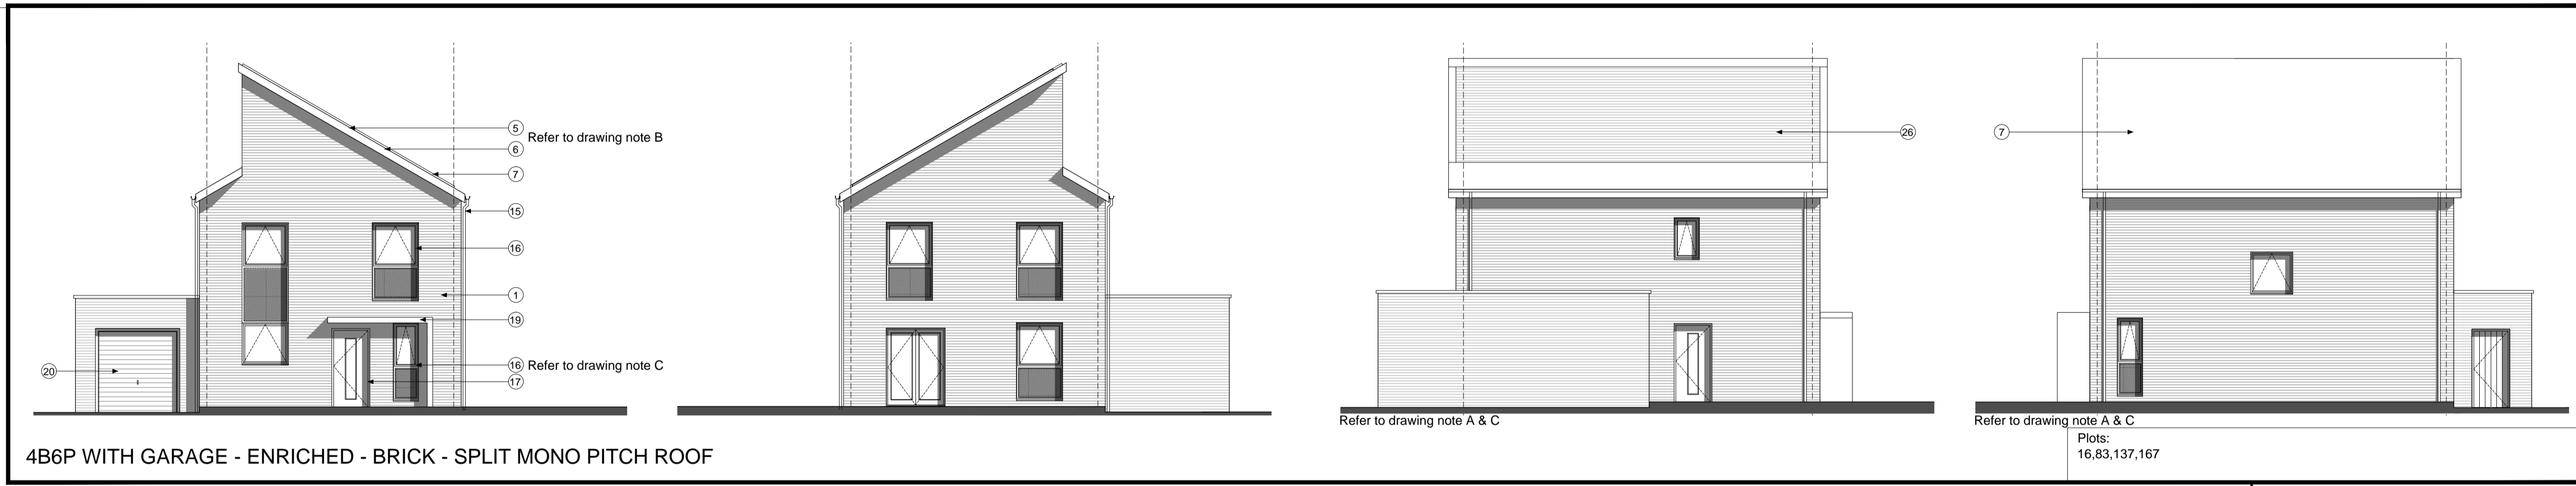 5
Refer to drawing note B
6
7
15
16
1
19
16 Refer to drawing note C
17
20
26
7
Refer to drawing note A & C
Refer to drawing note A & C
4B6P WITH GARAGE - ENRICHED - BRICK - SPLIT MONO PITCH ROOF
Plots:
16,83,137,167